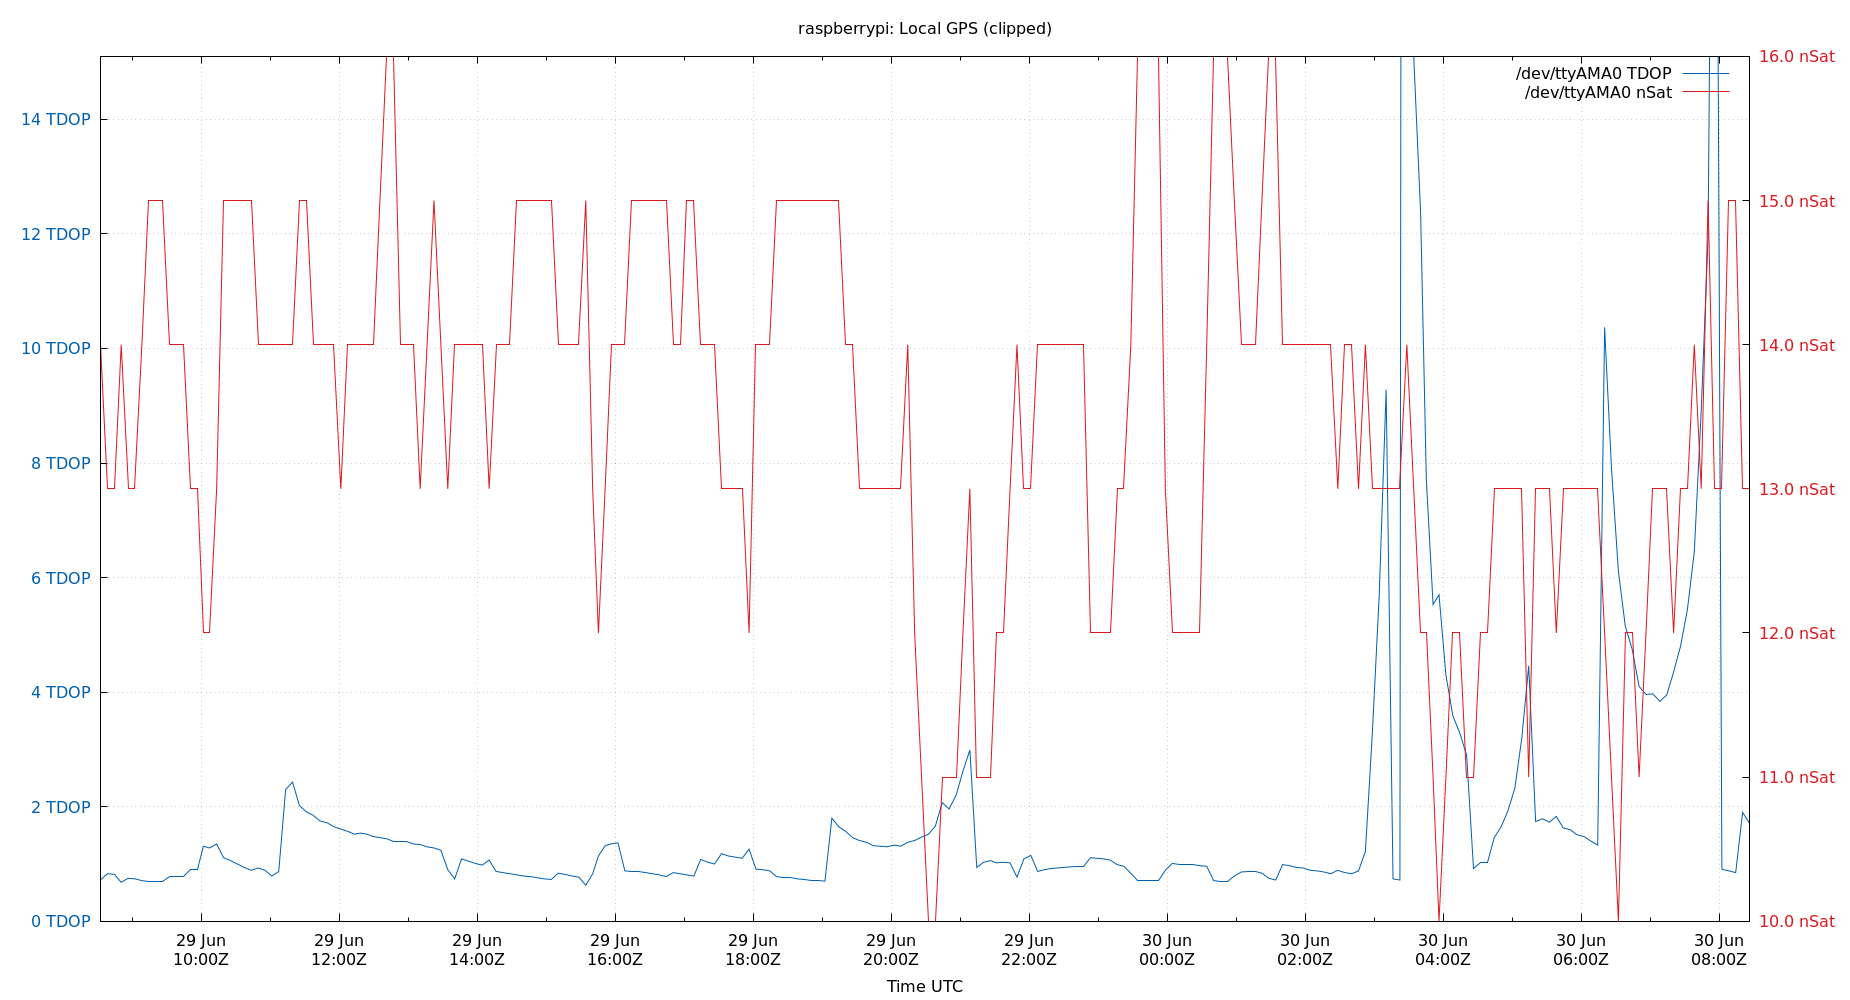 raspberrypi: Local GPS (clipped)
/dev/ttyAMA0 TDOP
/dev/ttyAMA0 nSat
14 TDOP
12 TDOP
10 TDOP
8 TDOP
6 TDOP
4 TDOP
2 TDOP
0 TDOP
16.0 nSat
15.0 nSat
14.0 nSat
13.0 nSat
12.0 nSat
11.0 nSat
10.0 nSat
29 Jun 29 Jun 29 Jun 29 Jun 29 Jun 29 Jun 29 Jun 30 Jun 30 Jun 30 Jun 30 Jun 30 Jun
10:00Z 12:00Z 14:00Z 16:00Z 18:00Z 20:00Z 22:00Z 00:00Z 02:00Z 04:00Z 06:00Z 08:00Z
Time UTC